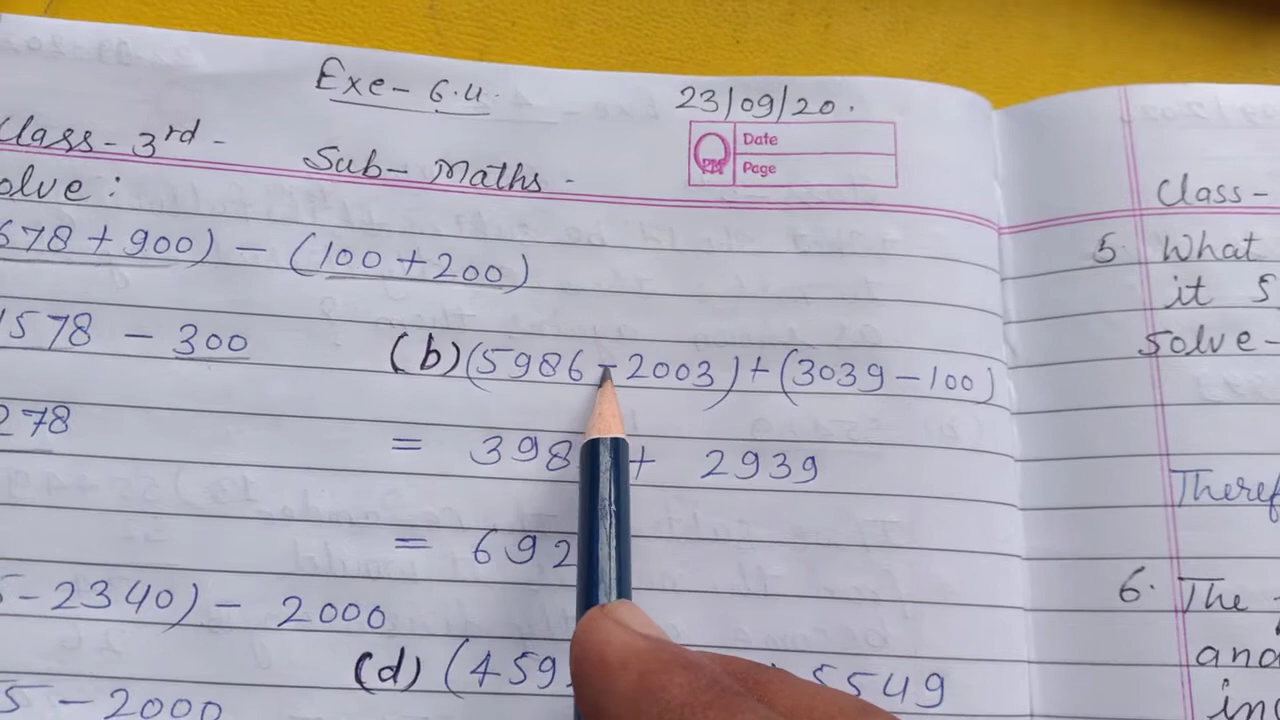 Exe- 6.4.
23/09/20.
Class - 3rd -
Sub- Maths -
Date
Page
olve :
678 + 900) - (100 + 200)
1578 - 300
(b) (5986 - 2003) + (3039 - 100)
278
= 398 + 2939
= 692
- 2340) - 2000
(d) (459 5549
5 - 2000
Class -
5. What
it S
Solve -
Theref
6. The
and
in